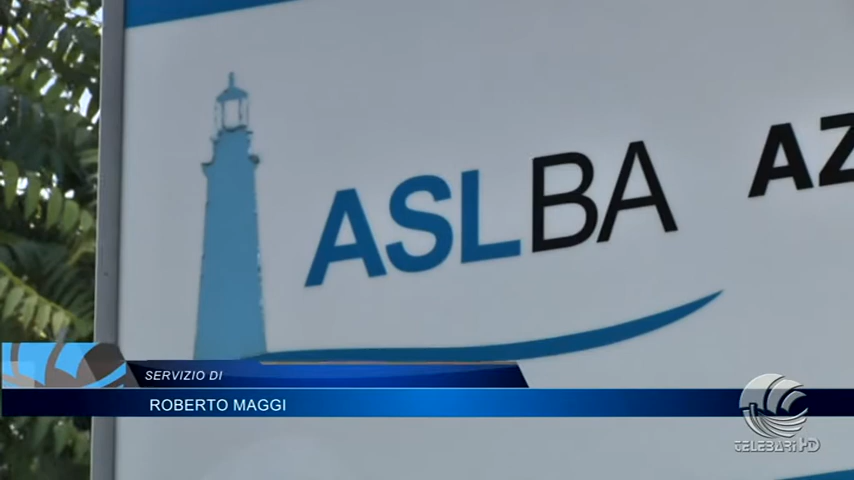 ASLBA AZ
SERVIZIO DI
ROBERTO MAGGI
TELEBARI HD